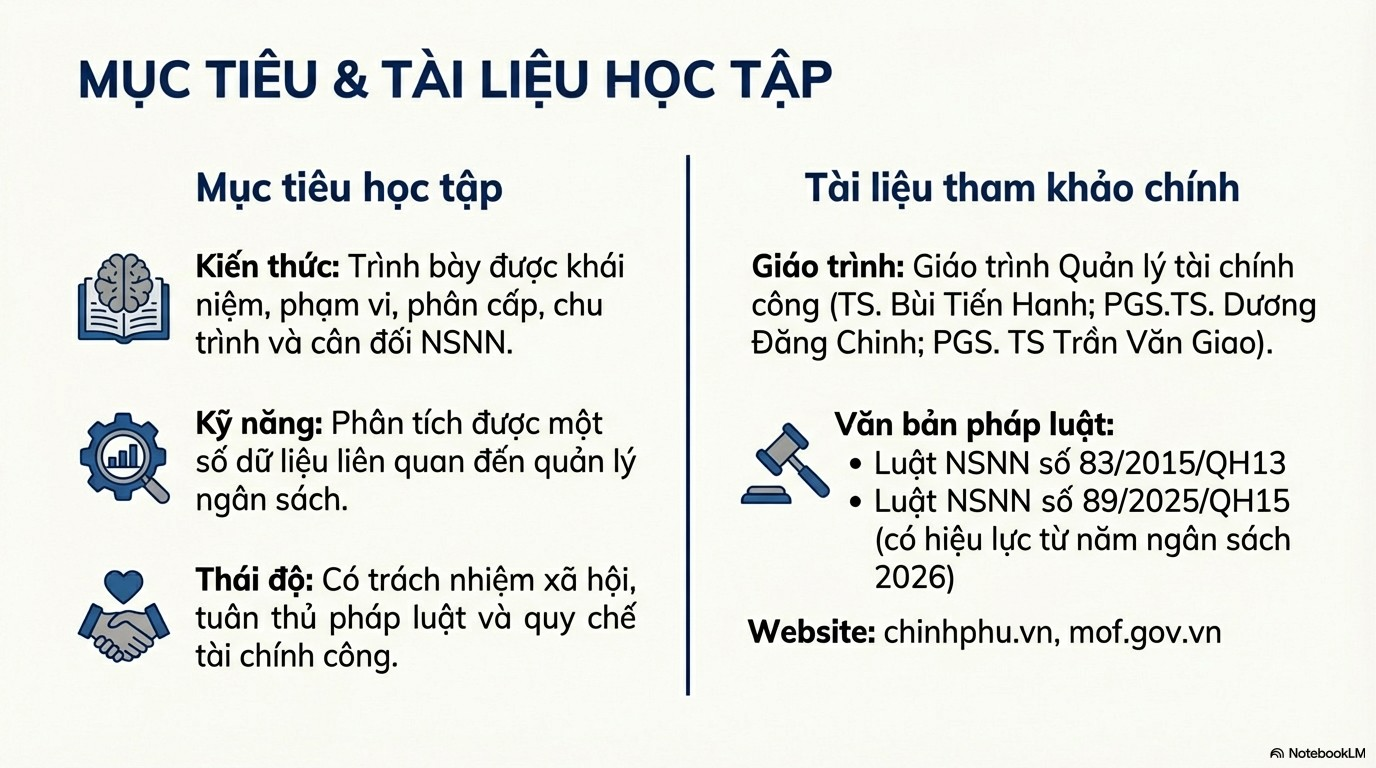 MỤC TIÊU & TÀI LIỆU HỌC TẬP
Mục tiêu học tập
Kiến thức: Trình bày được khái
niệm, phạm vi, phân cấp, chu
trình và cân đối NSNN.
Kỹ năng: Phân tích được một
số dữ liệu liên quan đến quản lý
ngân sách.
Thái độ: Có trách nhiệm xã hội,
tuân thủ pháp luật và quy chế
tài chính công.
Tài liệu tham khảo chính
Giáo trình: Giáo trình Quản lý tài chính
công (TS. Bùi Tiến Hanh; PGS.TS. Dương
Đăng Chinh; PGS. TS Trần Văn Giao).
Văn bản pháp luật:
• Luật NSNN số 83/2015/QH13
• Luật NSNN số 89/2025/QH15
(có hiệu lực từ năm ngân sách
2026)
Website: chinhphu.vn, mof.gov.vn
NotebookLM